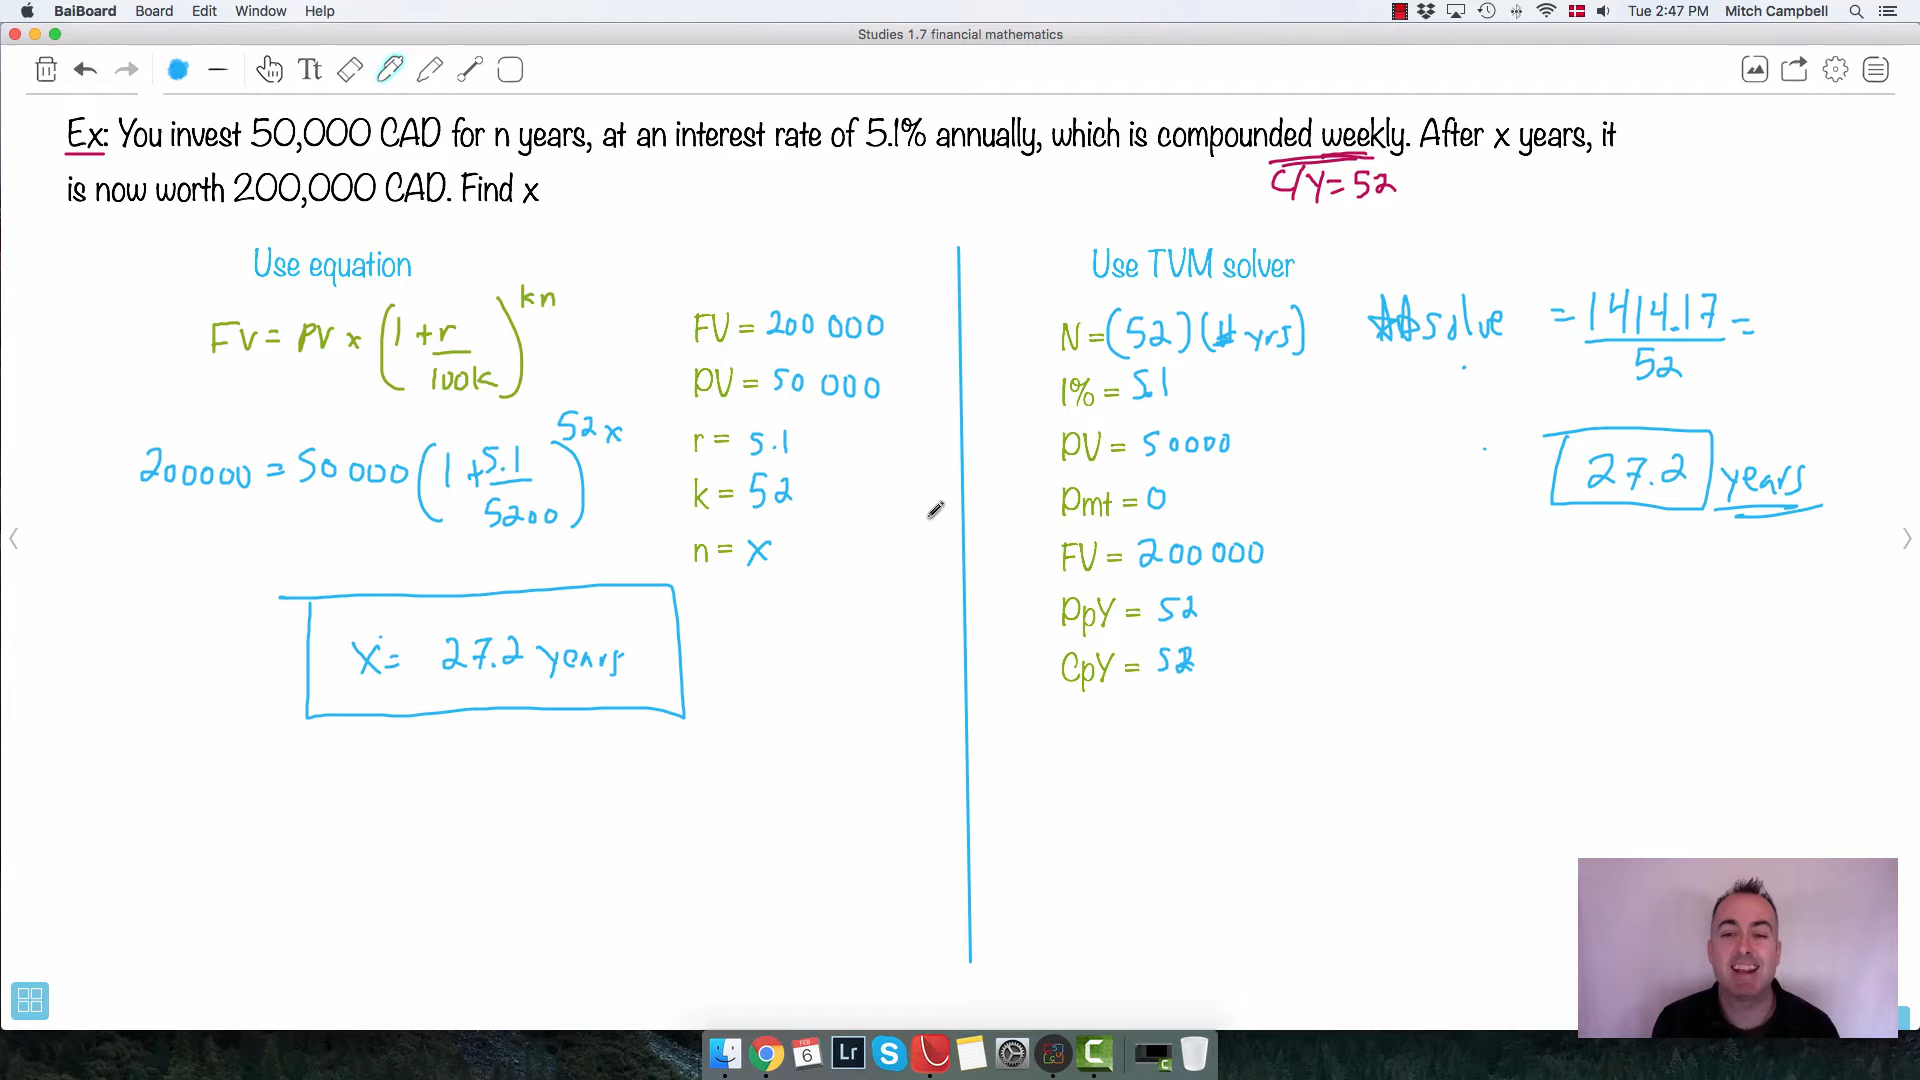 BaiBoard Board Edit Window Help
Tue 2:47 PM Mitch Campbell
Studies 1.7 financial mathematics
Tt
Ex: You invest 50,000 CAD for n years, at an interest rate of 5.1% annually, which is compounded weekly. After x years, it
is now worth 200,000 CAD. Find x
C/Y = 52
Use equation
FV = PV x (1 + r/100k)^kn
200000 = 50 000 (1 + 5.1/5200)^52x
x = 27.2 years
FV = 200 000
PV = 50 000
r = 5.1
k = 52
n = x
Use TVM solver
N = (52)(# yrs)
I% = 5.1
PV = 50000
Pmt = 0
FV = 200 000
PpY = 52
CpY = 52
solve = 1414.17/52 =
27.2 years
FEB
6
Lr
S
C